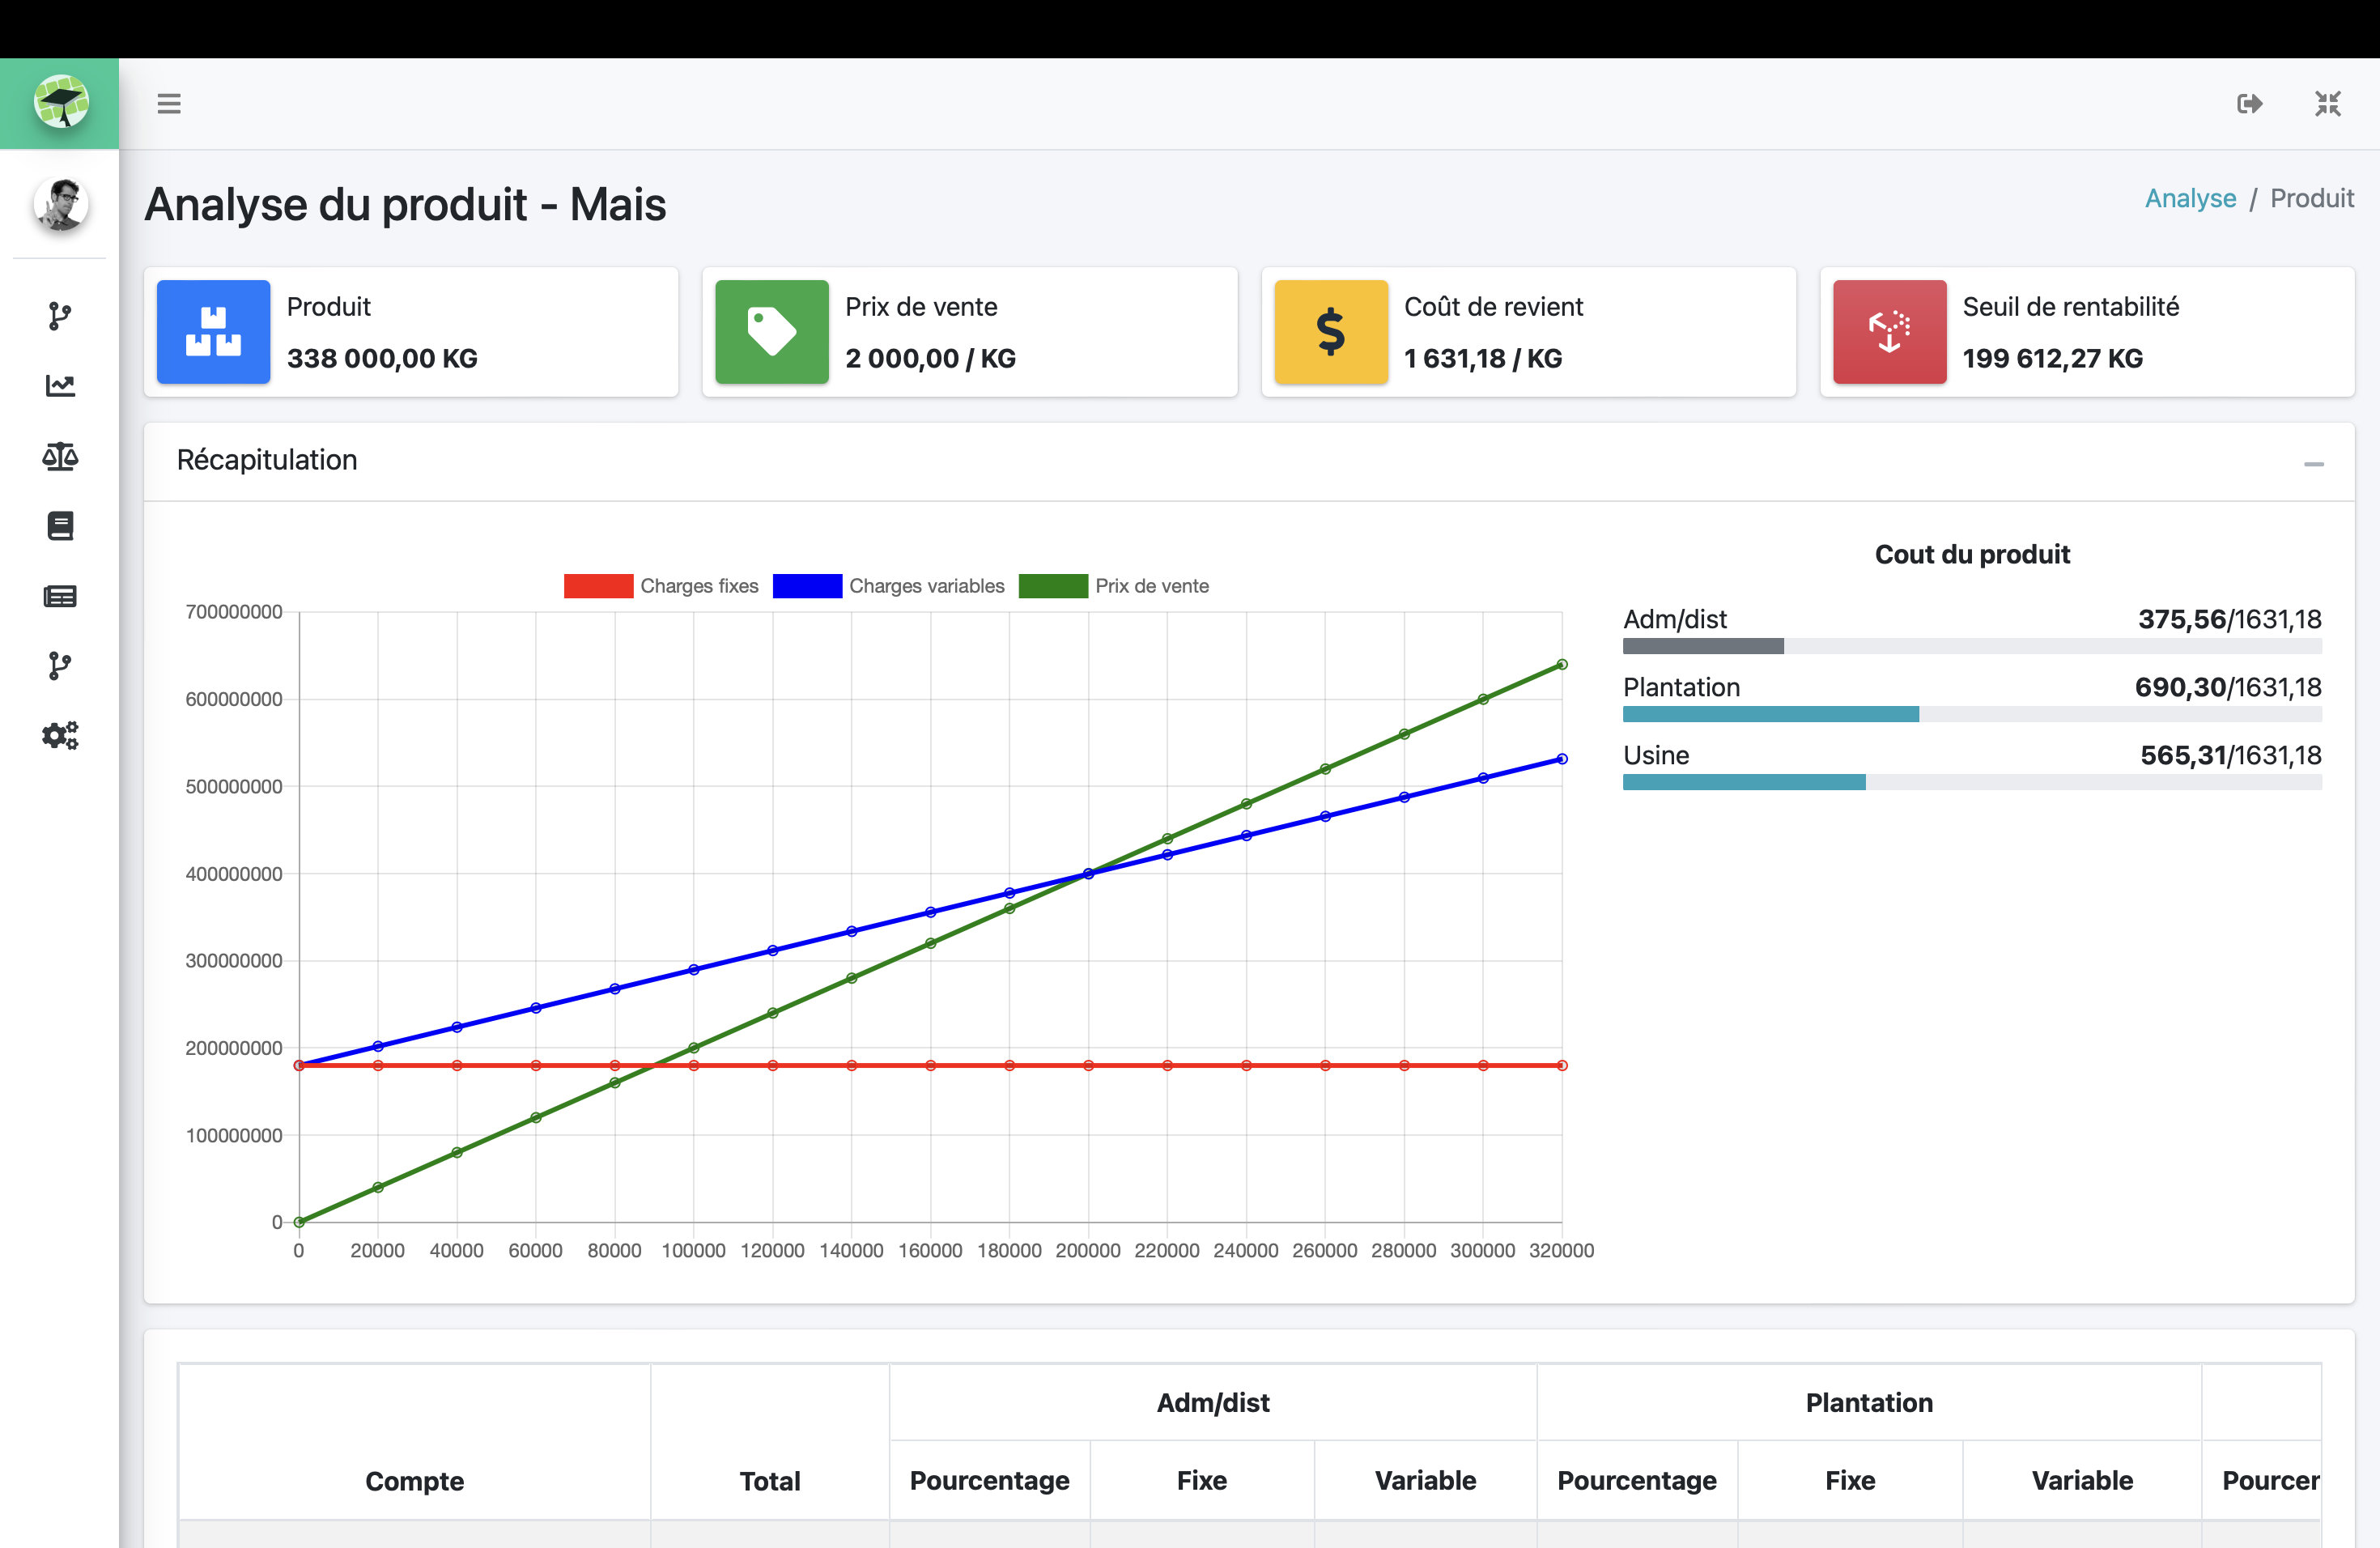 Analyse du produit - Mais
Analyse / Produit
Produit
338 000,00 KG
Prix de vente
2 000,00 / KG
Coût de revient
1 631,18 / KG
Seuil de rentabilité
199 612,27 KG
Récapitulation
Charges fixes Charges variables Prix de vente
700000000
600000000
500000000
400000000
300000000
200000000
100000000
0
0 20000 40000 60000 80000 100000 120000 140000 160000 180000 200000 220000 240000 260000 280000 300000 320000
Cout du produit
Adm/dist 375,56/1631,18
Plantation 690,30/1631,18
Usine 565,31/1631,18
Adm/dist Plantation
Compte Total Pourcentage Fixe Variable Pourcentage Fixe Variable Pourcer